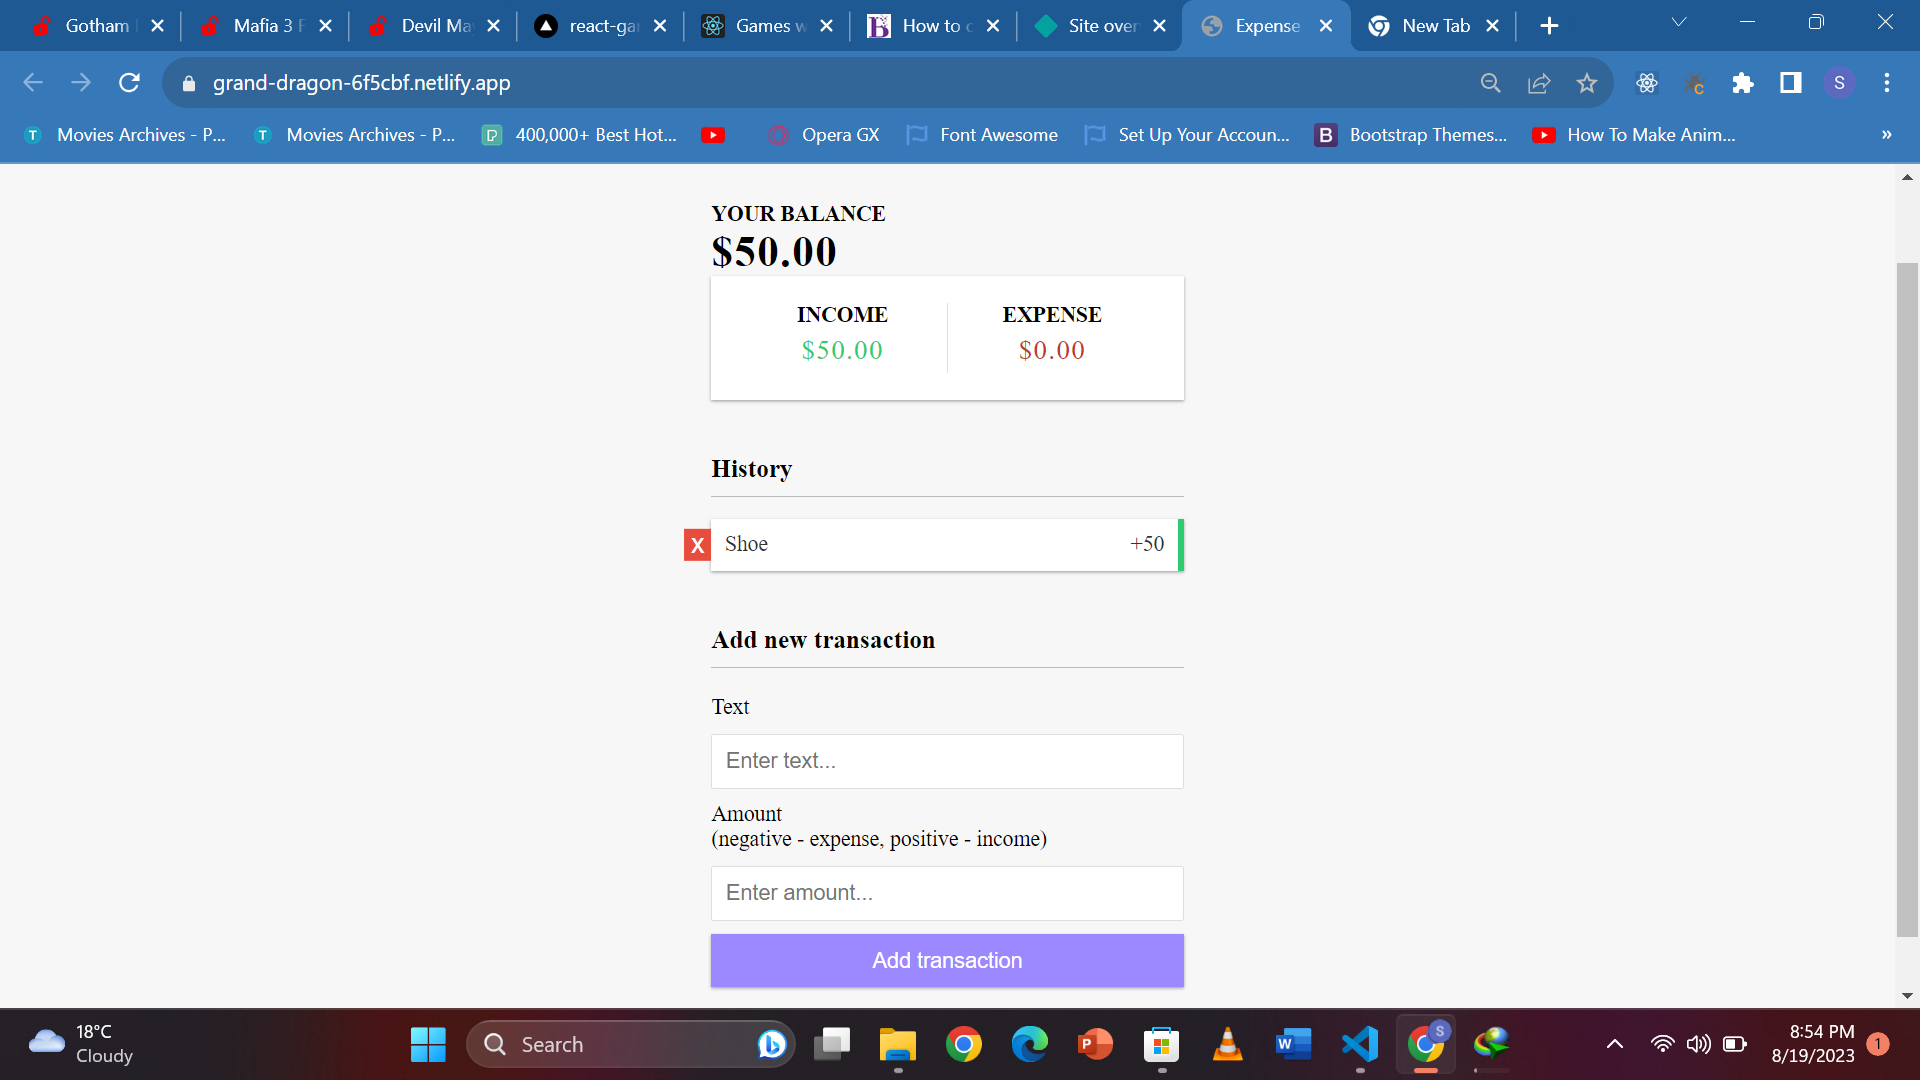 Gotham
Mafia 3 F
Devil Ma
react-ga
Games w
How to c
Site over
Expense
New Tab
grand-dragon-6f5cbf.netlify.app
S
T Movies Archives - P...
T Movies Archives - P...
P 400,000+ Best Hot...
Opera GX
Font Awesome
Set Up Your Accoun...
B Bootstrap Themes...
How To Make Anim...
»
YOUR BALANCE
$50.00
INCOME
EXPENSE
$50.00
$0.00
History
X Shoe +50
Add new transaction
Text
Enter text...
Amount
(negative - expense, positive - income)
Enter amount...
Add transaction
18°C
Cloudy
Search
P
W
S
8:54 PM
8/19/2023
1